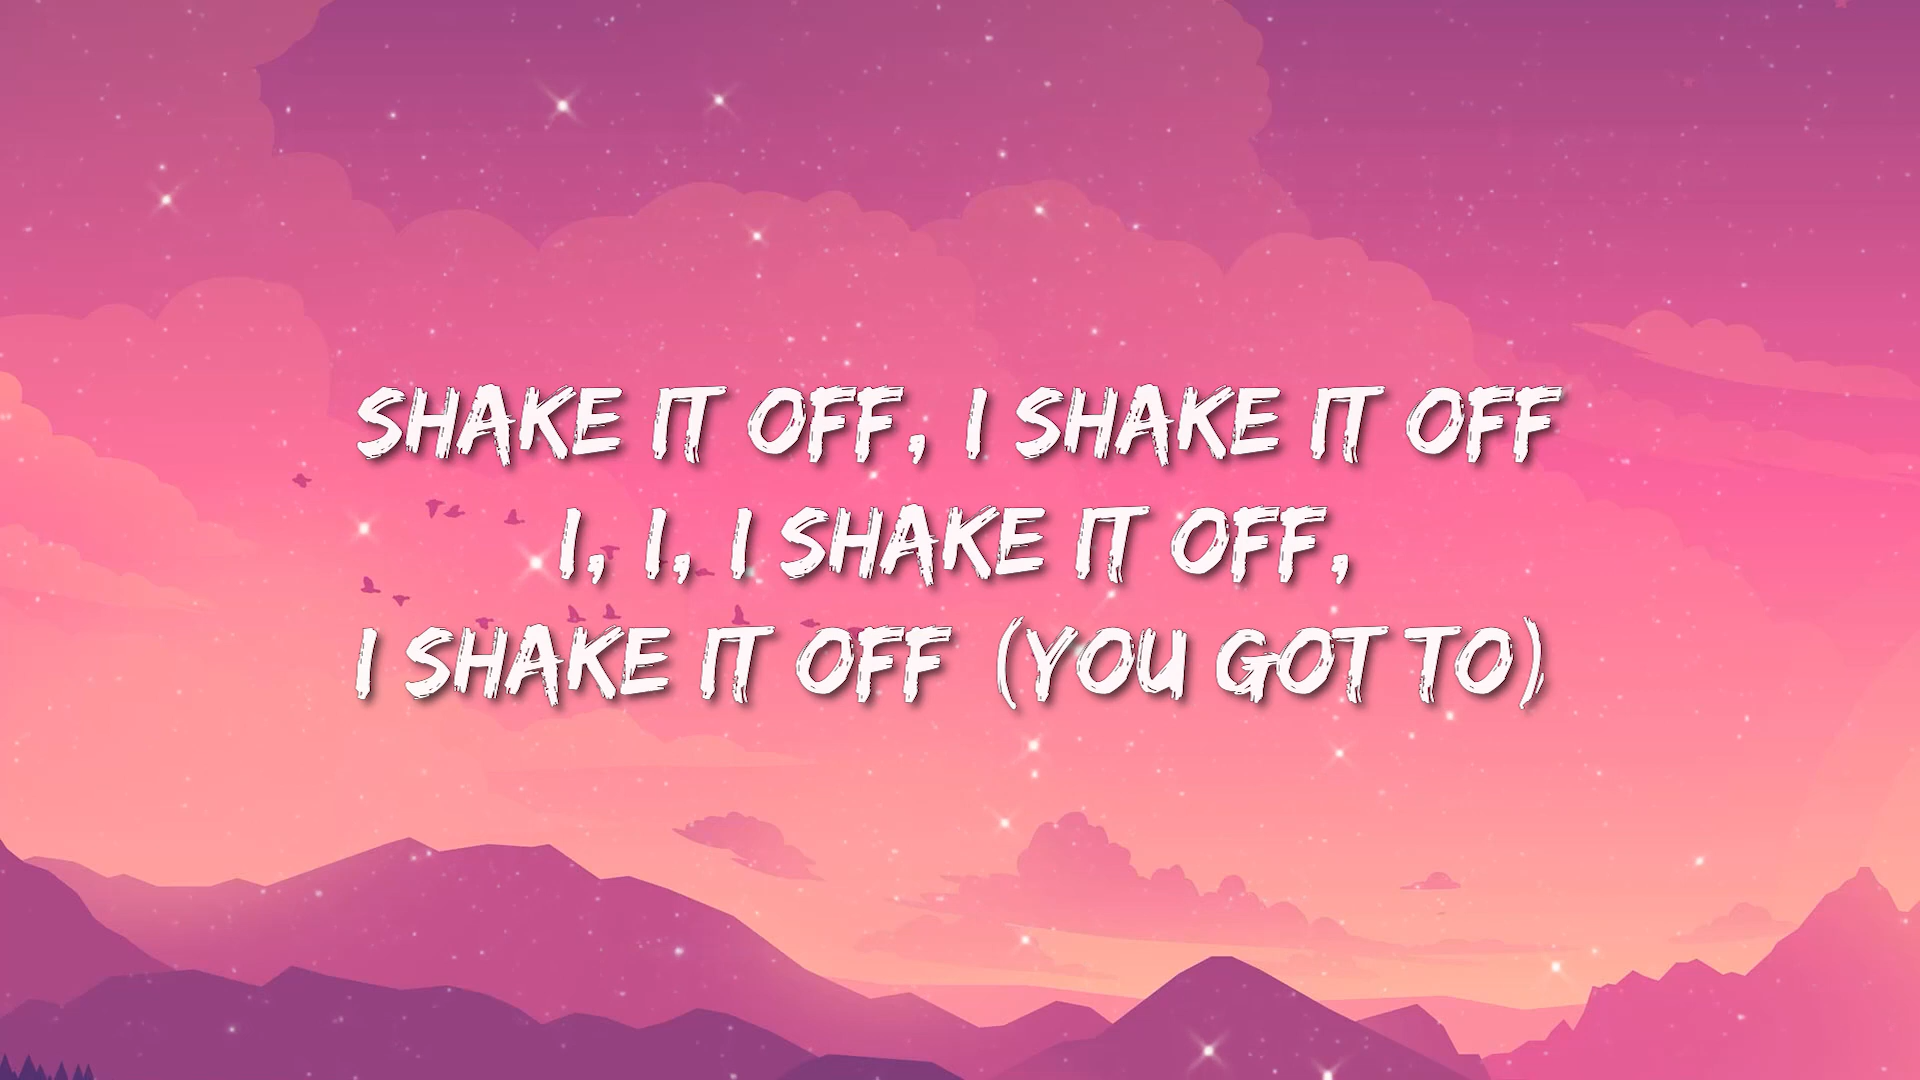 SHAKE IT OFF, I SHAKE IT OFF
I, I, I SHAKE IT OFF,
I SHAKE IT OFF (YOU GOT TO)